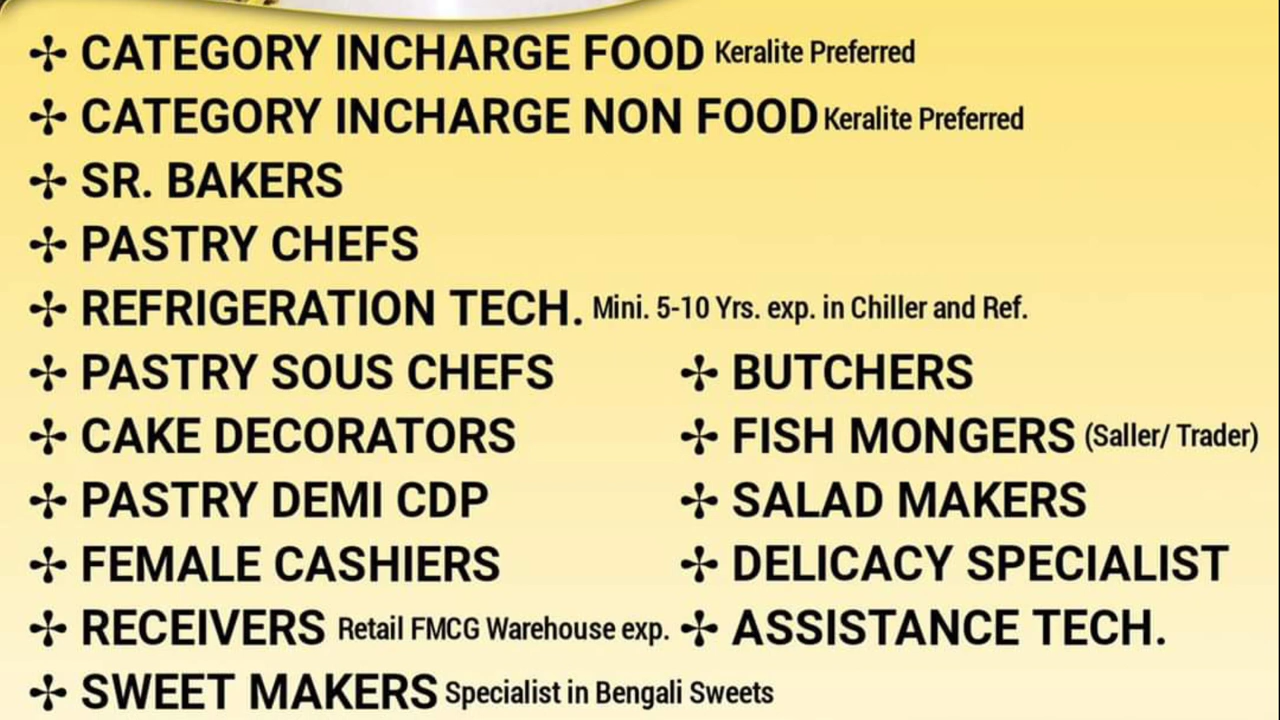 CATEGORY INCHARGE FOOD Keralite Preferred
CATEGORY INCHARGE NON FOOD Keralite Preferred
SR. BAKERS
PASTRY CHEFS
REFRIGERATION TECH. Mini. 5-10 Yrs. exp. in Chiller and Ref.
PASTRY SOUS CHEFS
CAKE DECORATORS
PASTRY DEMI CDP
FEMALE CASHIERS
RECEIVERS Retail FMCG Warehouse exp.
SWEET MAKERS Specialist in Bengali Sweets
BUTCHERS
FISH MONGERS (Saller/ Trader)
SALAD MAKERS
DELICACY SPECIALIST
ASSISTANCE TECH.